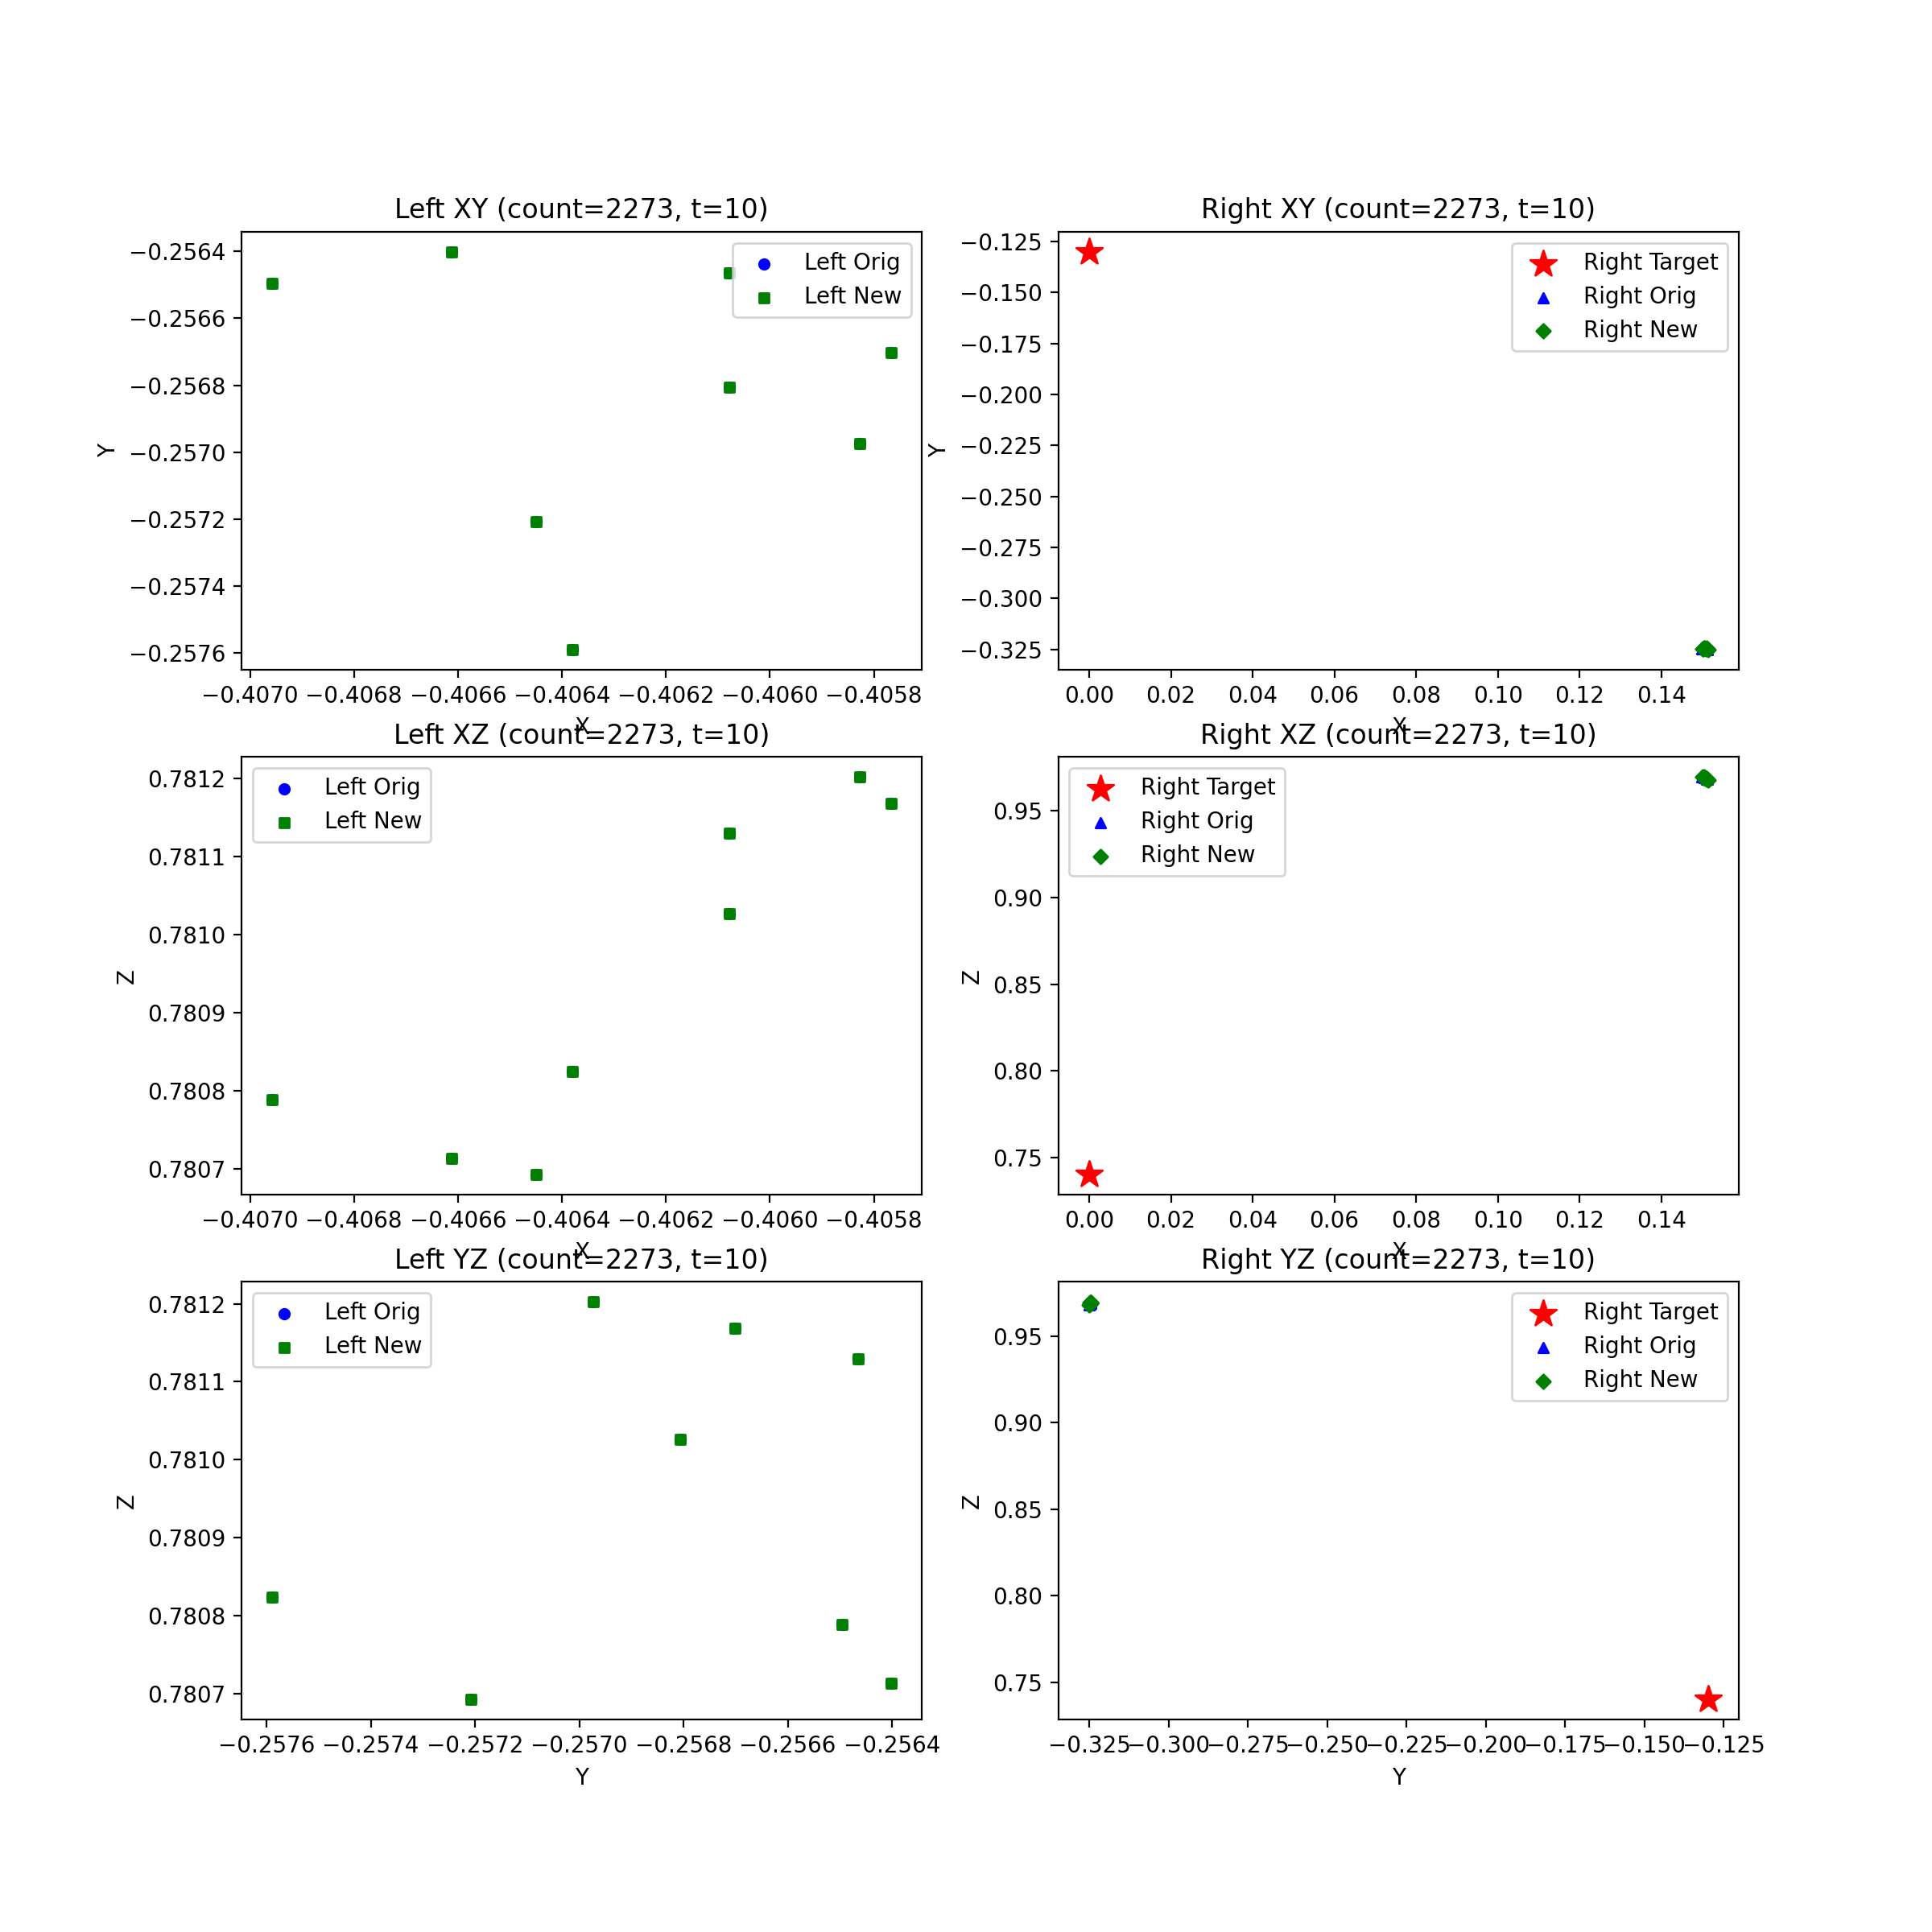 Left XY (count=2273, t=10)
−0.2564
−0.2566
−0.2568
−0.2570
−0.2572
−0.2574
−0.2576
Y
Left Orig
Left New
−0.4070 −0.4068 −0.4066 −0.4064 −0.4062 −0.4060 −0.4058
X
Right XY (count=2273, t=10)
−0.125
−0.150
−0.175
−0.200
−0.225
−0.250
−0.275
−0.300
−0.325
Y
Right Target
Right Orig
Right New
0.00 0.02 0.04 0.06 0.08 0.10 0.12 0.14
X
Left XZ (count=2273, t=10)
0.7812
0.7811
0.7810
0.7809
0.7808
0.7807
Z
Left Orig
Left New
−0.4070 −0.4068 −0.4066 −0.4064 −0.4062 −0.4060 −0.4058
X
Right XZ (count=2273, t=10)
0.95
0.90
0.85
0.80
0.75
Z
Right Target
Right Orig
Right New
0.00 0.02 0.04 0.06 0.08 0.10 0.12 0.14
X
Left YZ (count=2273, t=10)
0.7812
0.7811
0.7810
0.7809
0.7808
0.7807
Z
Left Orig
Left New
−0.2576 −0.2574 −0.2572 −0.2570 −0.2568 −0.2566 −0.2564
Y
Right YZ (count=2273, t=10)
0.95
0.90
0.85
0.80
0.75
Z
Right Target
Right Orig
Right New
−0.325 −0.300 −0.275 −0.250 −0.225 −0.200 −0.175 −0.150 −0.125
Y